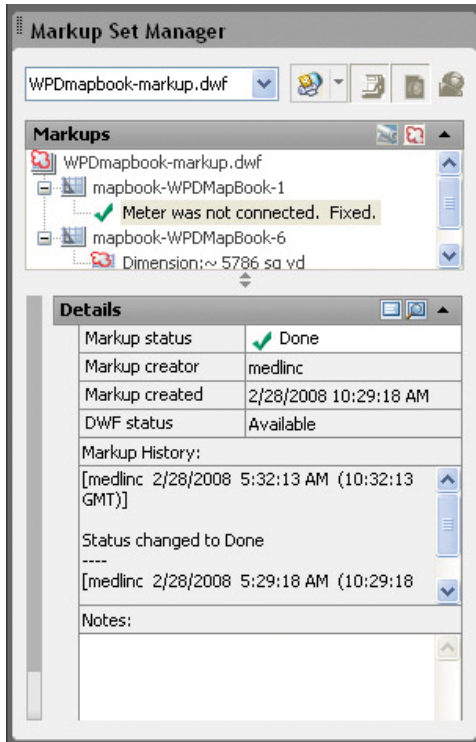 Markup Set Manager
WPDmapbook-markup.dwf
Markups
WPDmapbook-markup.dwf
mapbook-WPDMapBook-1
Meter was not connected. Fixed.
mapbook-WPDMapBook-6
Dimension:~ 5786 sq yd
Details
Markup status Done
Markup creator medlinc
Markup created 2/28/2008 10:29:18 AM
DWF status Available
Markup History:
[medlinc 2/28/2008 5:32:13 AM (10:32:13
GMT)]
Status changed to Done
----
[medlinc 2/28/2008 5:29:18 AM (10:29:18
Notes: